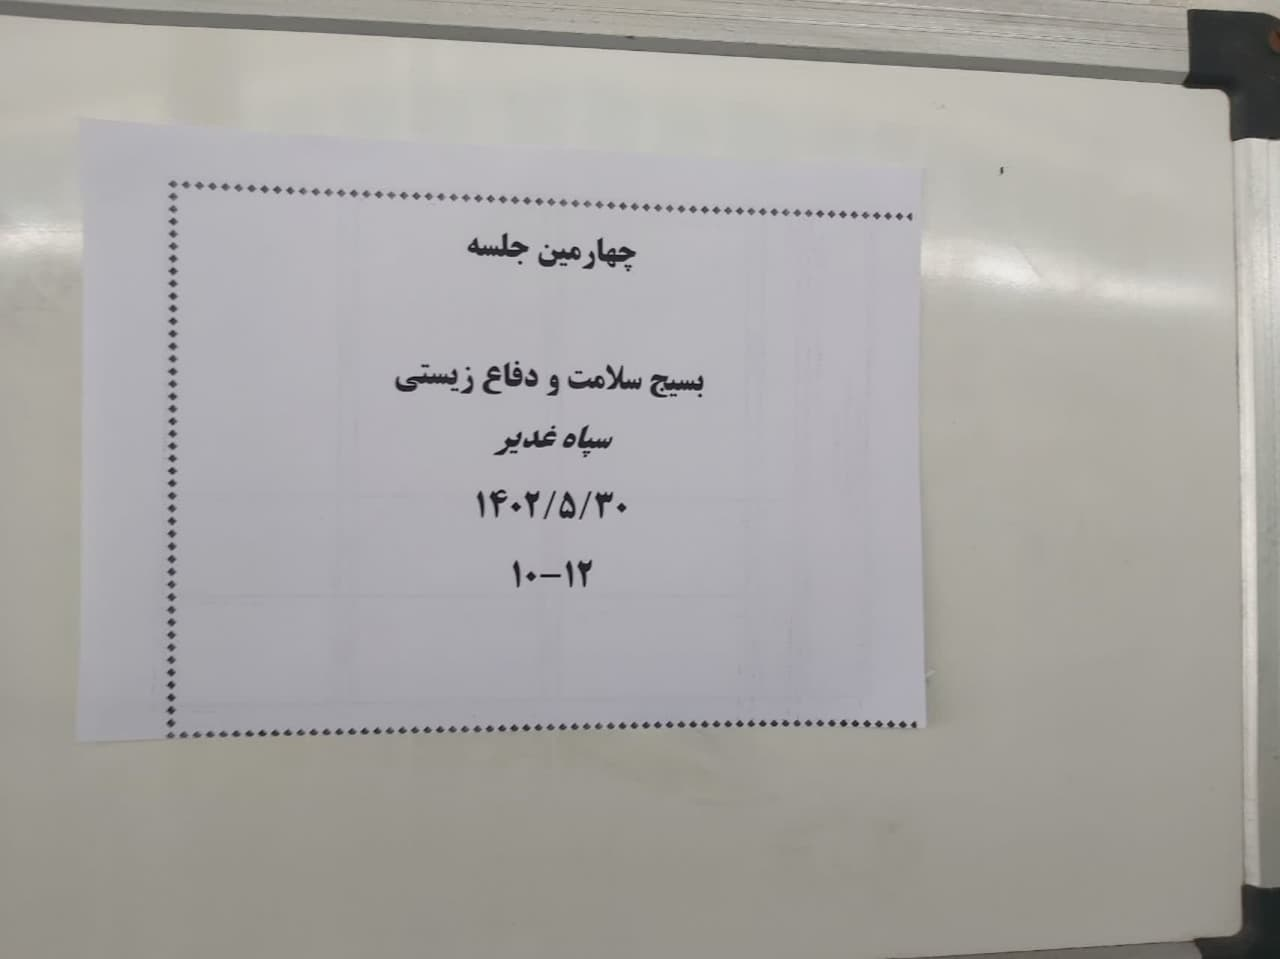 چهارمین جلسه
بسیج سلامت و دفاع زیستی
سپاه غدیر
۱۴۰۲/۵/۳۰
۱۰–۱۲